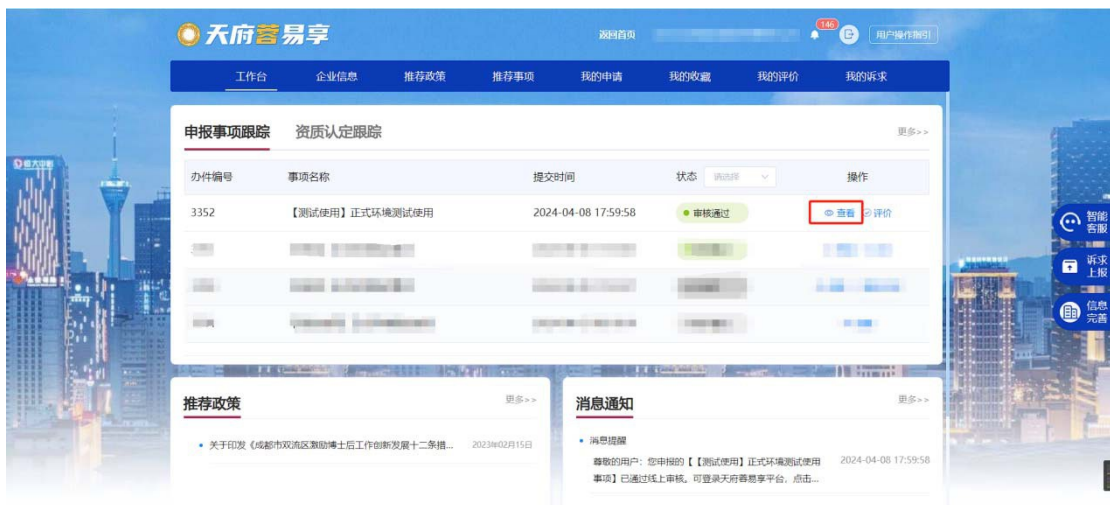 天府蓉易享
返回首页
146
用户操作指引
工作台 企业信息 推荐政策 推荐事项 我的申请 我的收藏 我的评价 我的诉求
申报事项跟踪 资质认定跟踪 更多>>
办件编号 事项名称 提交时间 状态 请选择 操作
3352 【测试使用】正式环境测试使用 2024-04-08 17:59:58 审核通过 查看 评价
智能
客服
诉求
上报
信息
完善
推荐政策 更多>>
关于印发《成都市双流区激励博士后工作创新发展十二条措... 2023年02月15日
消息通知 更多>>
消息提醒
尊敬的用户：您申报的【【测试使用】正式环境测试使用 2024-04-08 17:59:58
事项】已通过线上审核。可登录天府蓉易享平台，点击...